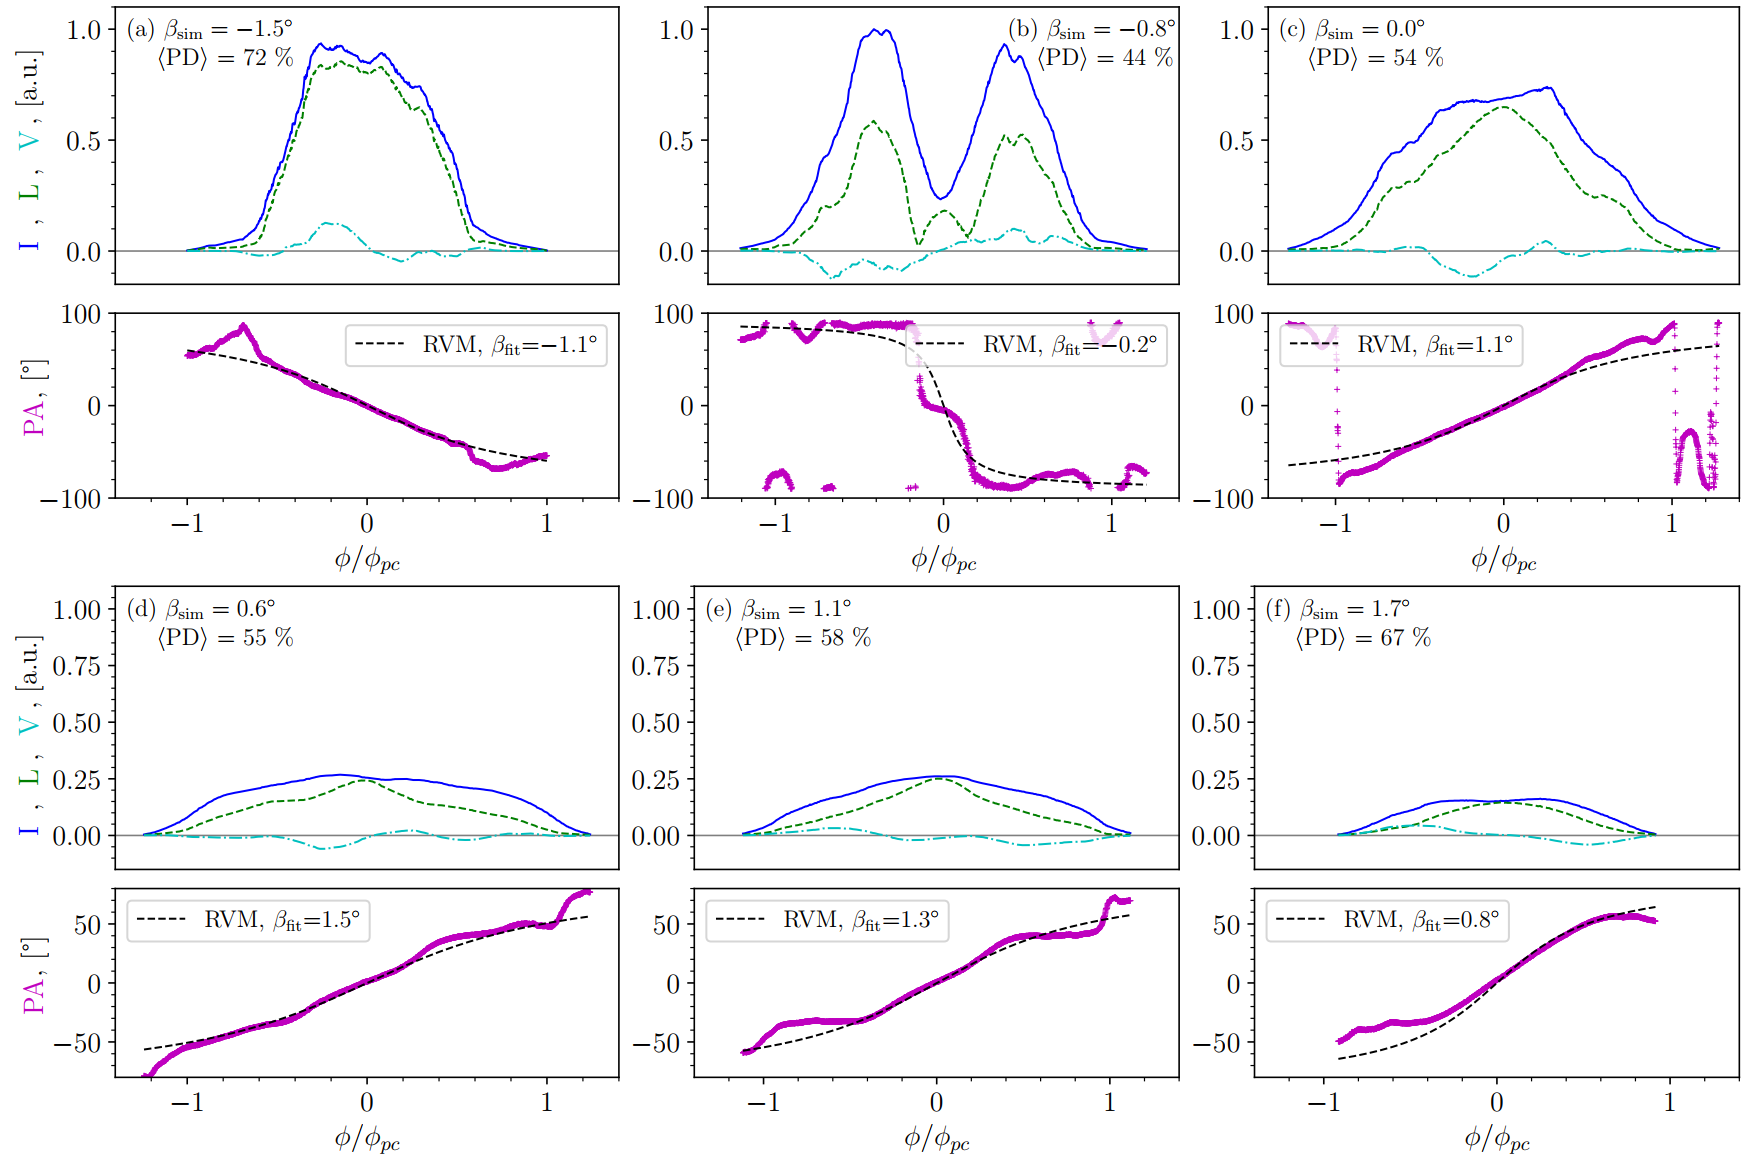 I , L , V , [a.u.]
1.0
0.5
0.0
(a) βsim = −1.5°
⟨PD⟩ = 72 %
1.0
0.5
0.0
(b) βsim = −0.8°
⟨PD⟩ = 44 %
1.0
0.5
0.0
(c) βsim = 0.0°
⟨PD⟩ = 54 %
PA, [°]
100
0
−100
RVM, βfit=−1.1°
−1 0 1
ϕ/ϕpc
100
0
−100
RVM, βfit=−0.2°
−1 0 1
ϕ/ϕpc
100
0
−100
RVM, βfit=1.1°
−1 0 1
ϕ/ϕpc
I , L , V , [a.u.]
1.00
0.75
0.50
0.25
0.00
(d) βsim = 0.6°
⟨PD⟩ = 55 %
1.00
0.75
0.50
0.25
0.00
(e) βsim = 1.1°
⟨PD⟩ = 58 %
1.00
0.75
0.50
0.25
0.00
(f) βsim = 1.7°
⟨PD⟩ = 67 %
PA, [°]
50
0
−50
RVM, βfit=1.5°
−1 0 1
ϕ/ϕpc
50
0
−50
RVM, βfit=1.3°
−1 0 1
ϕ/ϕpc
50
0
−50
RVM, βfit=0.8°
−1 0 1
ϕ/ϕpc